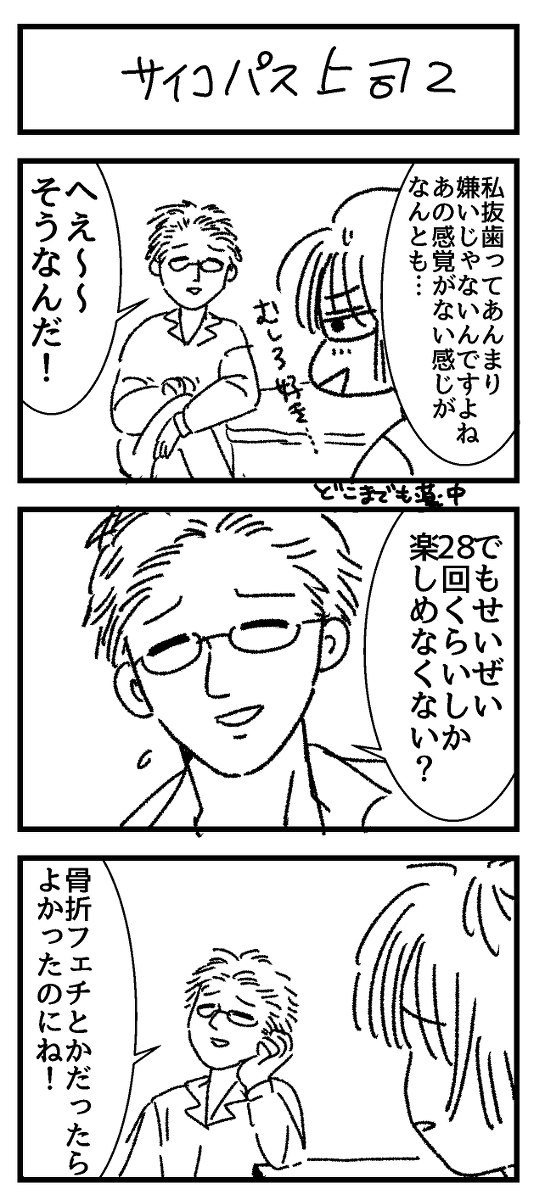 サイコパス上司2
私抜歯ってあんまり
嫌いじゃないんですよね
あの感覚がない感じが
なんとも…
むしろ好き…
へえ〜〜
そうなんだ！
どこまでも薬中
でもせいぜい
28回くらいしか
楽しめなくない？
骨折フェチとかだったら
よかったのにね！